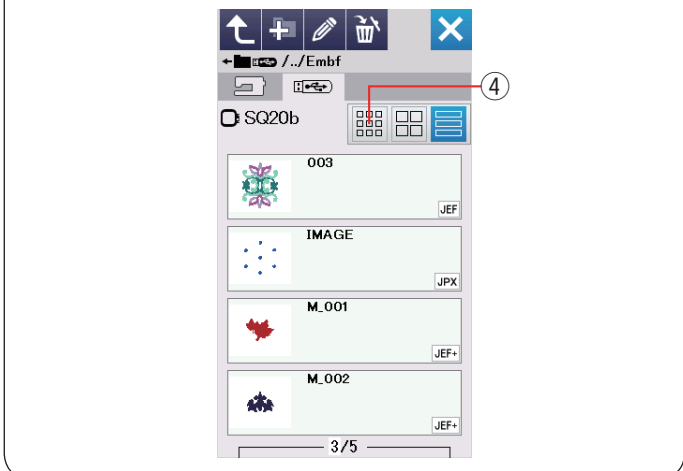 /../Embf
④
SQ20b
003
JEF
IMAGE
JPX
M_001
JEF+
M_002
JEF+
3/5